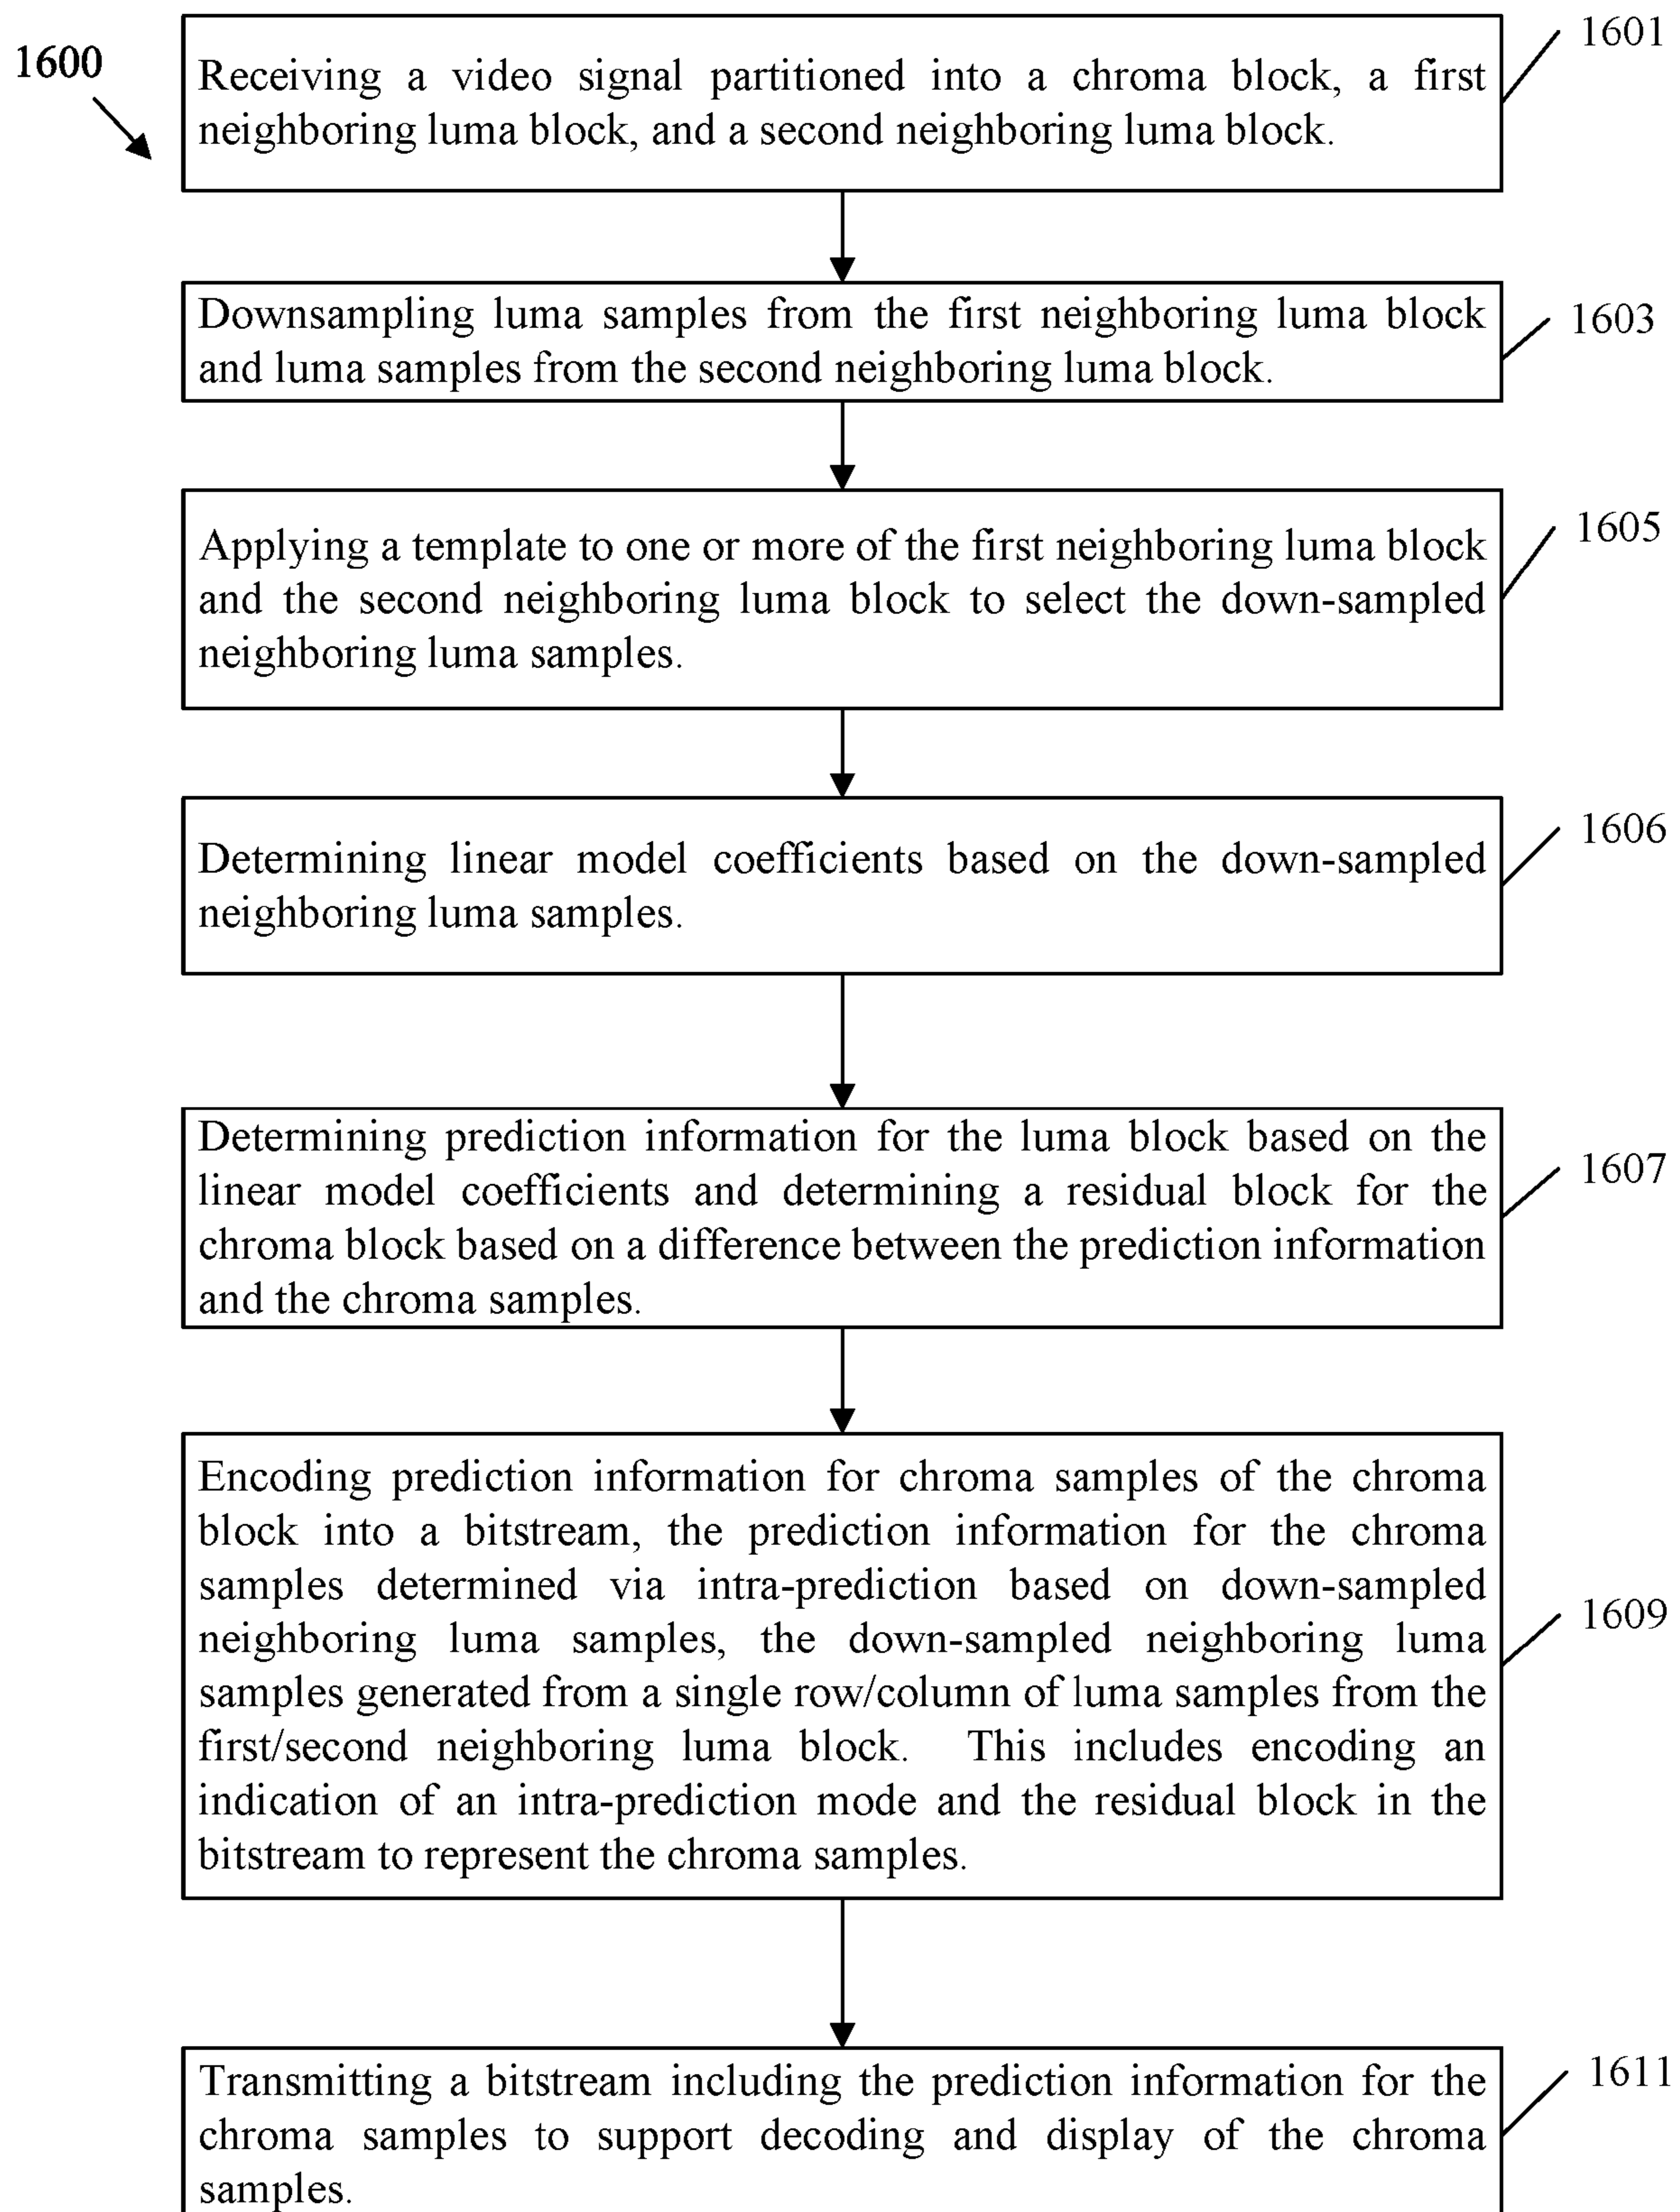 1600
1601
Receiving a video signal partitioned into a chroma block, a first
neighboring luma block, and a second neighboring luma block.
1603
Downsampling luma samples from the first neighboring luma block
and luma samples from the second neighboring luma block.
1605
Applying a template to one or more of the first neighboring luma block
and the second neighboring luma block to select the down-sampled
neighboring luma samples.
1606
Determining linear model coefficients based on the down-sampled
neighboring luma samples.
1607
Determining prediction information for the luma block based on the
linear model coefficients and determining a residual block for the
chroma block based on a difference between the prediction information
and the chroma samples.
1609
Encoding prediction information for chroma samples of the chroma
block into a bitstream, the prediction information for the chroma
samples determined via intra-prediction based on down-sampled
neighboring luma samples, the down-sampled neighboring luma
samples generated from a single row/column of luma samples from the
first/second neighboring luma block. This includes encoding an
indication of an intra-prediction mode and the residual block in the
bitstream to represent the chroma samples.
1611
Transmitting a bitstream including the prediction information for the
chroma samples to support decoding and display of the chroma
samples.